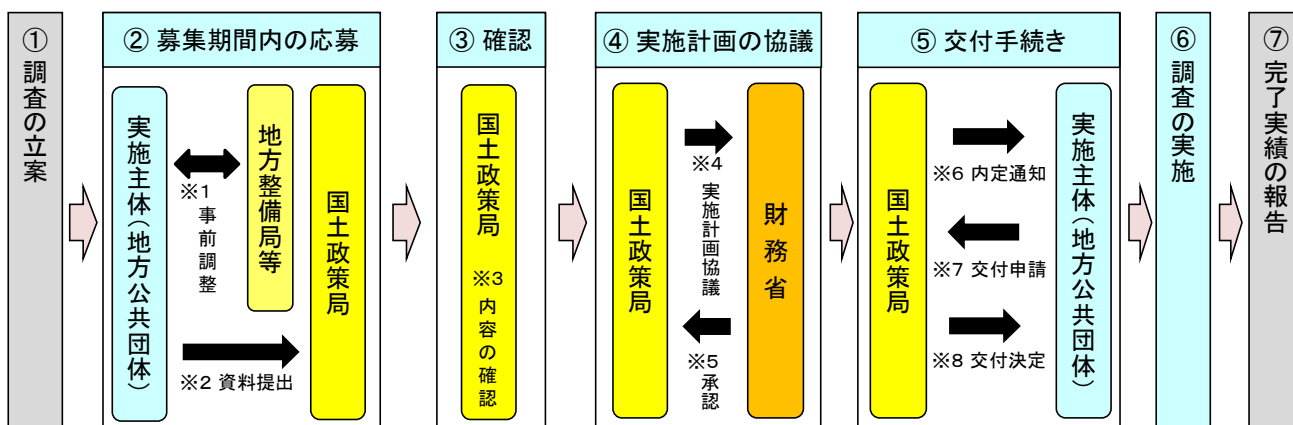 ① 調査の立案
② 募集期間内の応募
実施主体(地方公共団体)
※1 事前調整
地方整備局等
国土政策局
※2 資料提出
③ 確認
国土政策局
※3 内容の確認
④ 実施計画の協議
国土政策局
※4 実施計画協議
※5 承認
財務省
⑤ 交付手続き
国土政策局
※6 内定通知
※7 交付申請
※8 交付決定
実施主体(地方公共団体)
⑥ 調査の実施
⑦ 完了実績の報告